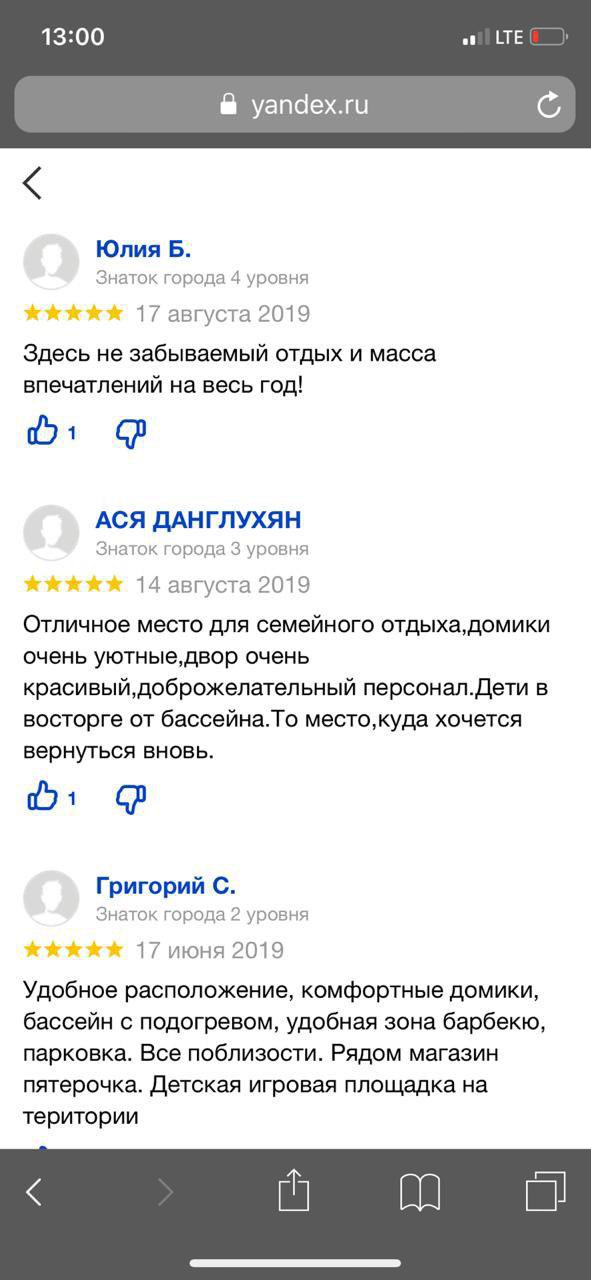 13:00
LTE
yandex.ru
Юлия Б.
Знаток города 4 уровня
17 августа 2019
Здесь не забываемый отдых и масса
впечатлений на весь год!
1
АСЯ ДАНГЛУХЯН
Знаток города 3 уровня
14 августа 2019
Отличное место для семейного отдыха,домики
очень уютные,двор очень
красивый,доброжелательный персонал.Дети в
восторге от бассейна.То место,куда хочется
вернуться вновь.
1
Григорий С.
Знаток города 2 уровня
17 июня 2019
Удобное расположение, комфортные домики,
бассейн с подогревом, удобная зона барбекю,
парковка. Все поблизости. Рядом магазин
пятерочка. Детская игровая площадка на
територии